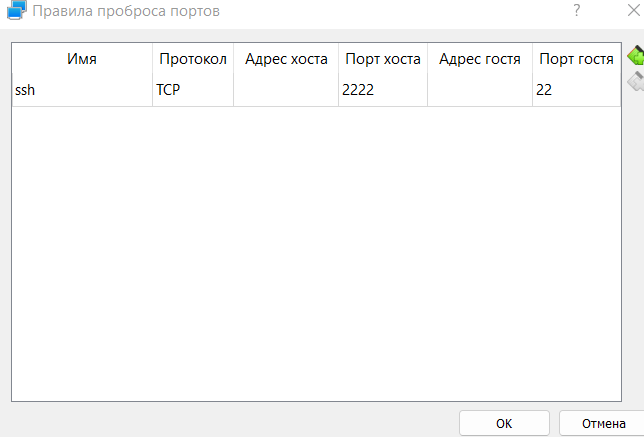 Правила проброса портов ?
Имя Протокол Адрес хоста Порт хоста Адрес гостя Порт гостя
ssh TCP 2222 22
OK Отмена